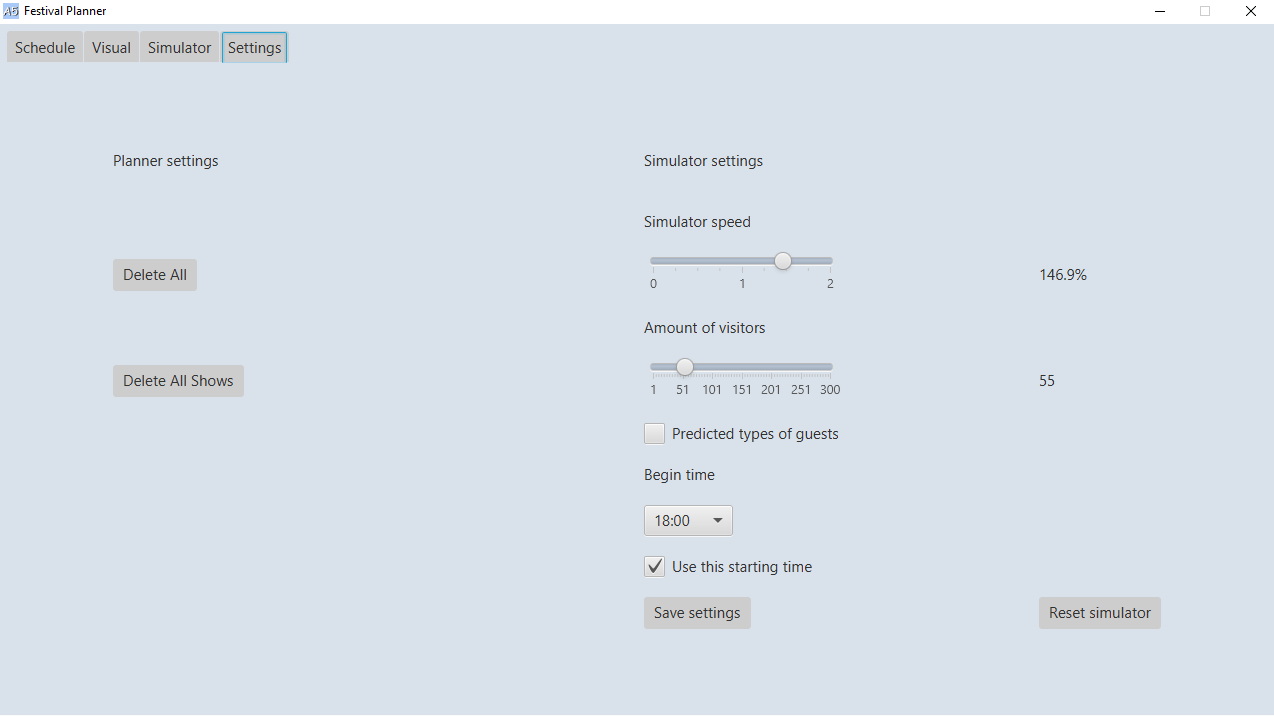 A5 Festival Planner
Schedule Visual Simulator Settings
Planner settings
Delete All
Delete All Shows
Simulator settings
Simulator speed
0 1 2
146.9%
Amount of visitors
1 51 101 151 201 251 300
55
Predicted types of guests
Begin time
18:00
Use this starting time
Save settings
Reset simulator